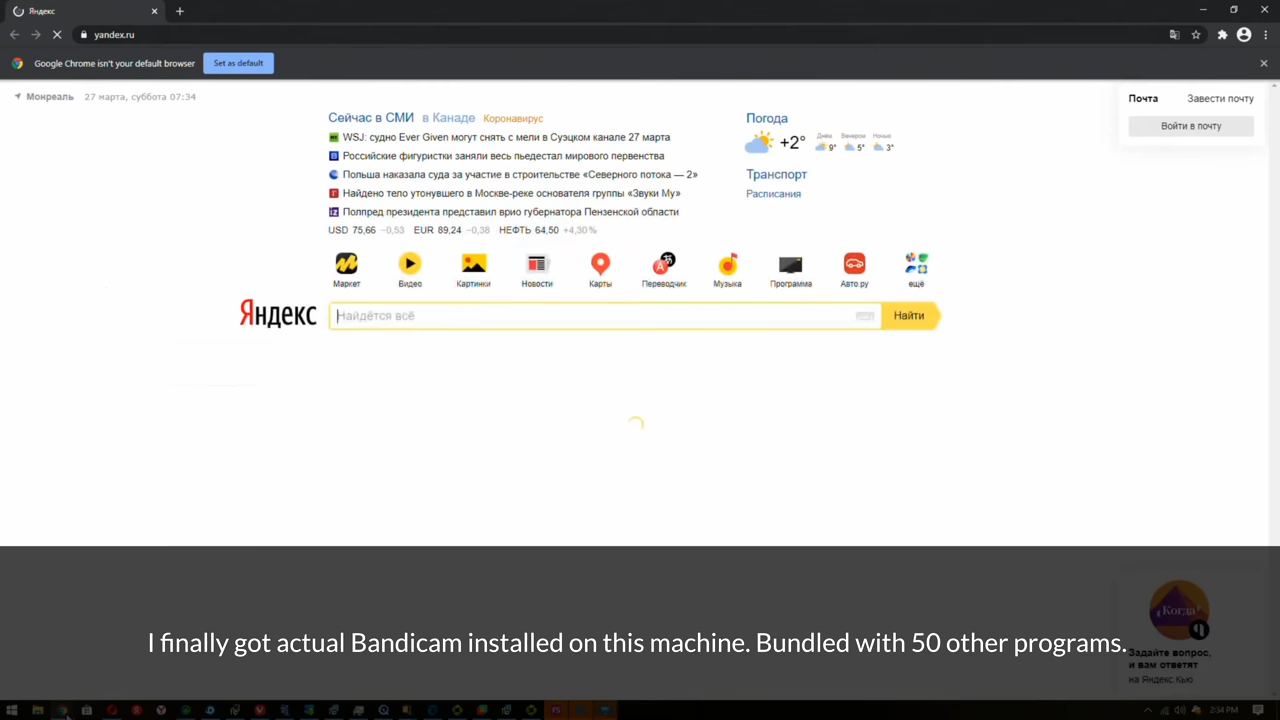 Яндекс
yandex.ru
Google Chrome isn't your default browser
Set as default
Монреаль 27 марта, суббота 07:34
Сейчас в СМИ в Канаде Коронавирус
WSJ: судно Ever Given могут снять с мели в Суэцком канале 27 марта
Российские фигуристки заняли весь пьедестал мирового первенства
Польша наказала суда за участие в строительстве «Северного потока — 2»
Найдено тело утонувшего в Москве-реке основателя группы «Звуки Му»
Полпред президента представил врио губернатора Пензенской области
USD 75,66 −0,53 EUR 89,24 −0,38 НЕФТЬ 64,50 +4,30%
Погода
+2° Днём 9° Вечером 5° Ночью 3°
Транспорт
Расписания
Почта Завести почту
Войти в почту
Маркет Видео Картинки Новости Карты Переводчик Музыка Программа Авто.ру ещё
Яндекс Найдётся всё Найти
I finally got actual Bandicam installed on this machine. Bundled with 50 other programs.
Когда
Задайте вопрос,
и вам ответят
на Яндекс Кью
2:34 PM